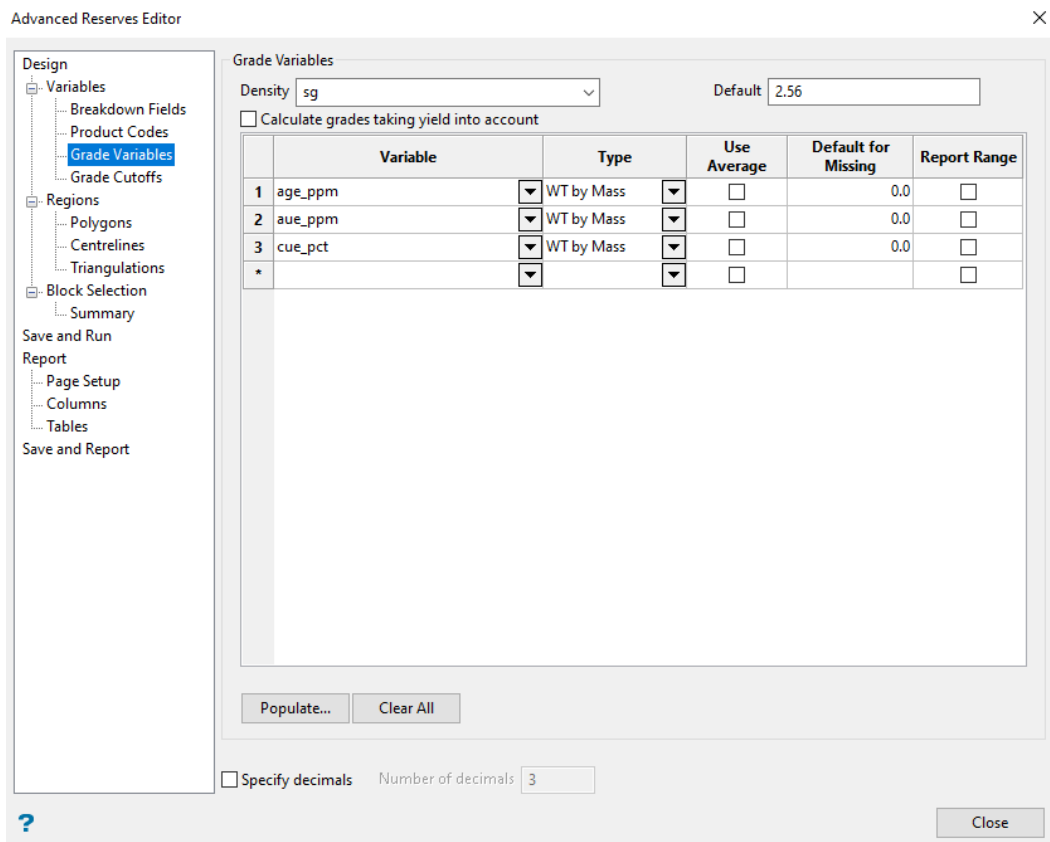 Advanced Reserves Editor
Design
Variables
Breakdown Fields
Product Codes
Grade Variables
Grade Cutoffs
Regions
Polygons
Centrelines
Triangulations
Block Selection
Summary
Save and Run
Report
Page Setup
Columns
Tables
Save and Report
Grade Variables
Density sg Default 2.56
Calculate grades taking yield into account
Variable Type Use Average Default for Missing Report Range
1 age_ppm WT by Mass 0.0
2 aue_ppm WT by Mass 0.0
3 cue_pct WT by Mass 0.0
*
Populate... Clear All
Specify decimals Number of decimals 3
? Close